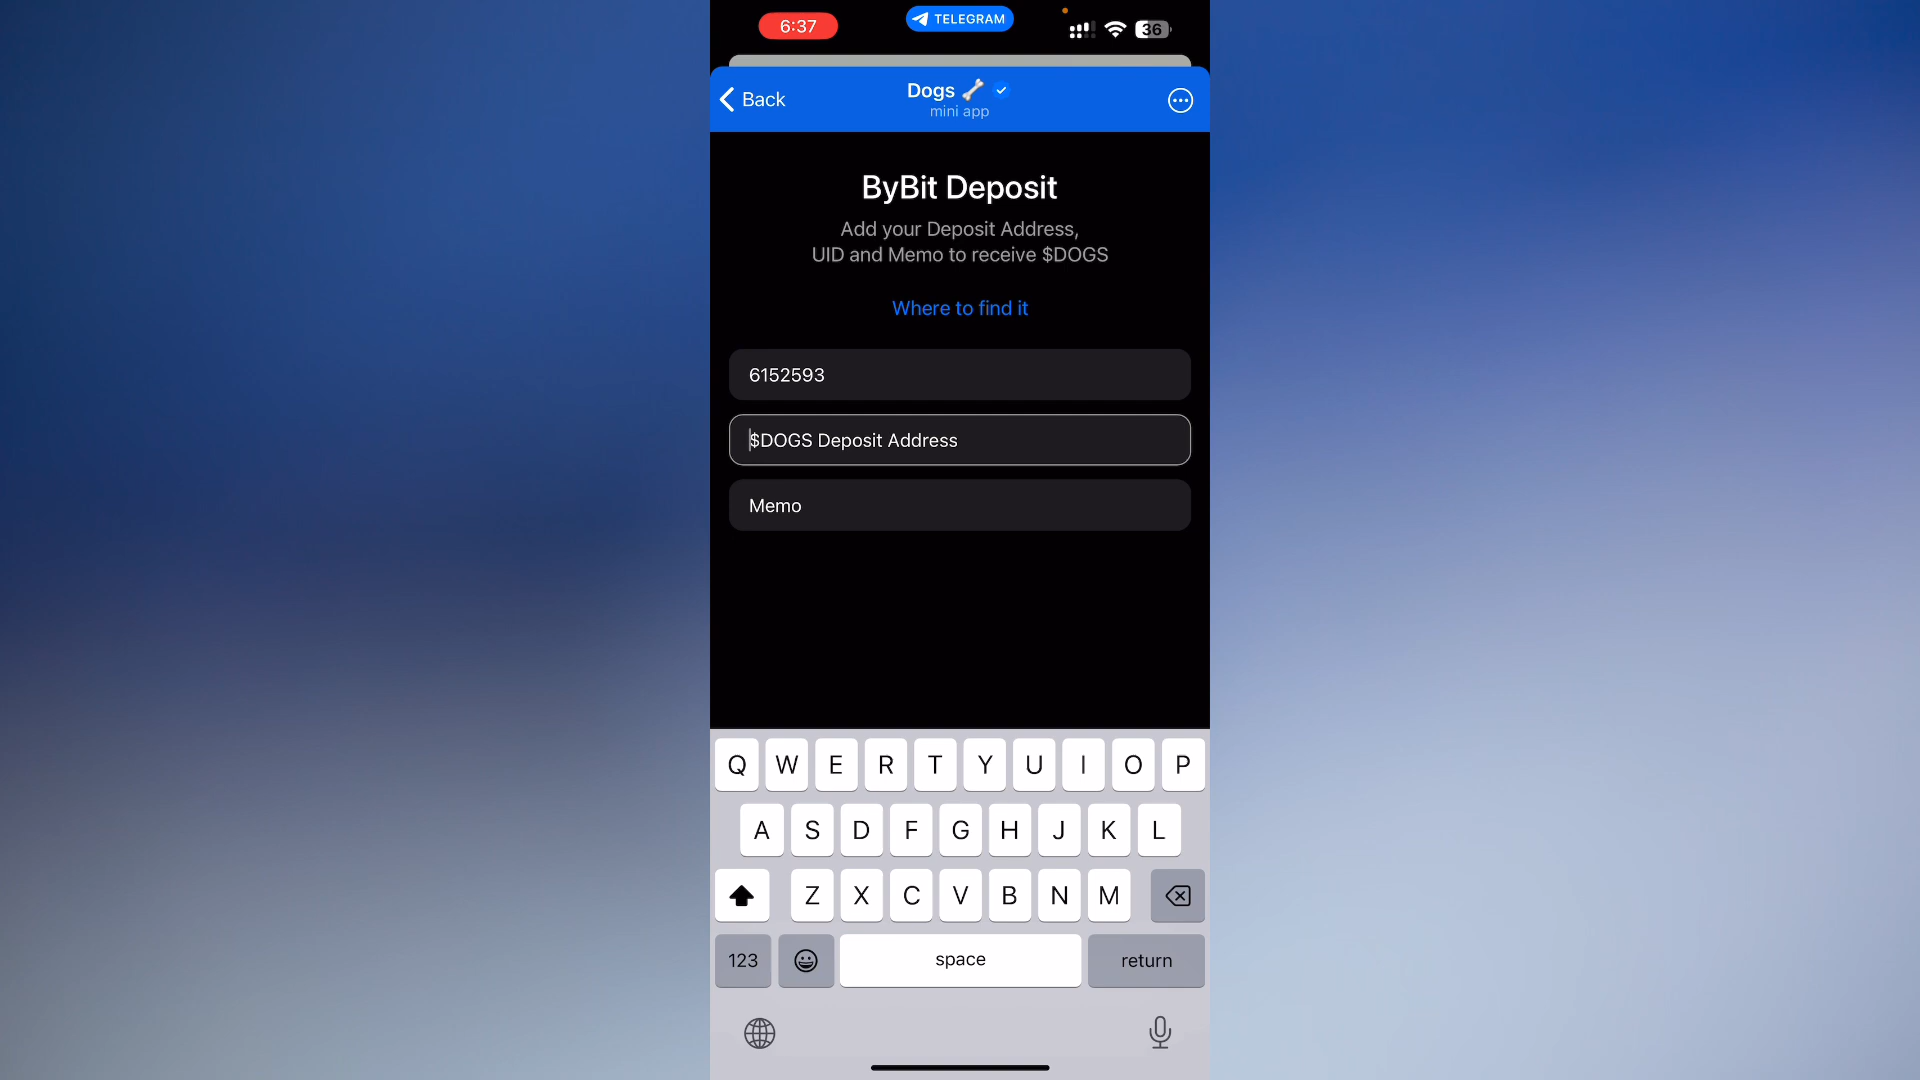 6:37
TELEGRAM
36
Back
Dogs
mini app
ByBit Deposit
Add your Deposit Address,
UID and Memo to receive $DOGS
Where to find it
6152593
$DOGS Deposit Address
Memo
Q W E R T Y U I O P
A S D F G H J K L
Z X C V B N M
123 space return